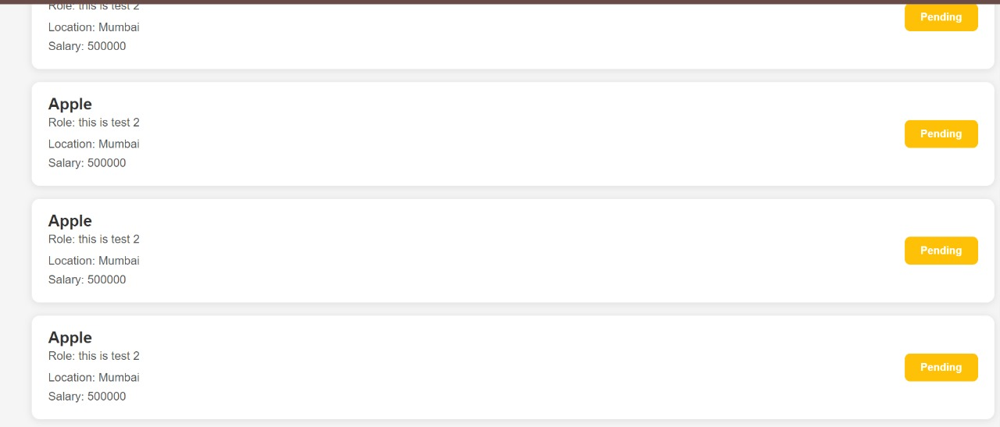 Role: this is test 2
Pending
Location: Mumbai
Salary: 500000
Apple
Role: this is test 2
Pending
Location: Mumbai
Salary: 500000
Apple
Role: this is test 2
Pending
Location: Mumbai
Salary: 500000
Apple
Role: this is test 2
Pending
Location: Mumbai
Salary: 500000